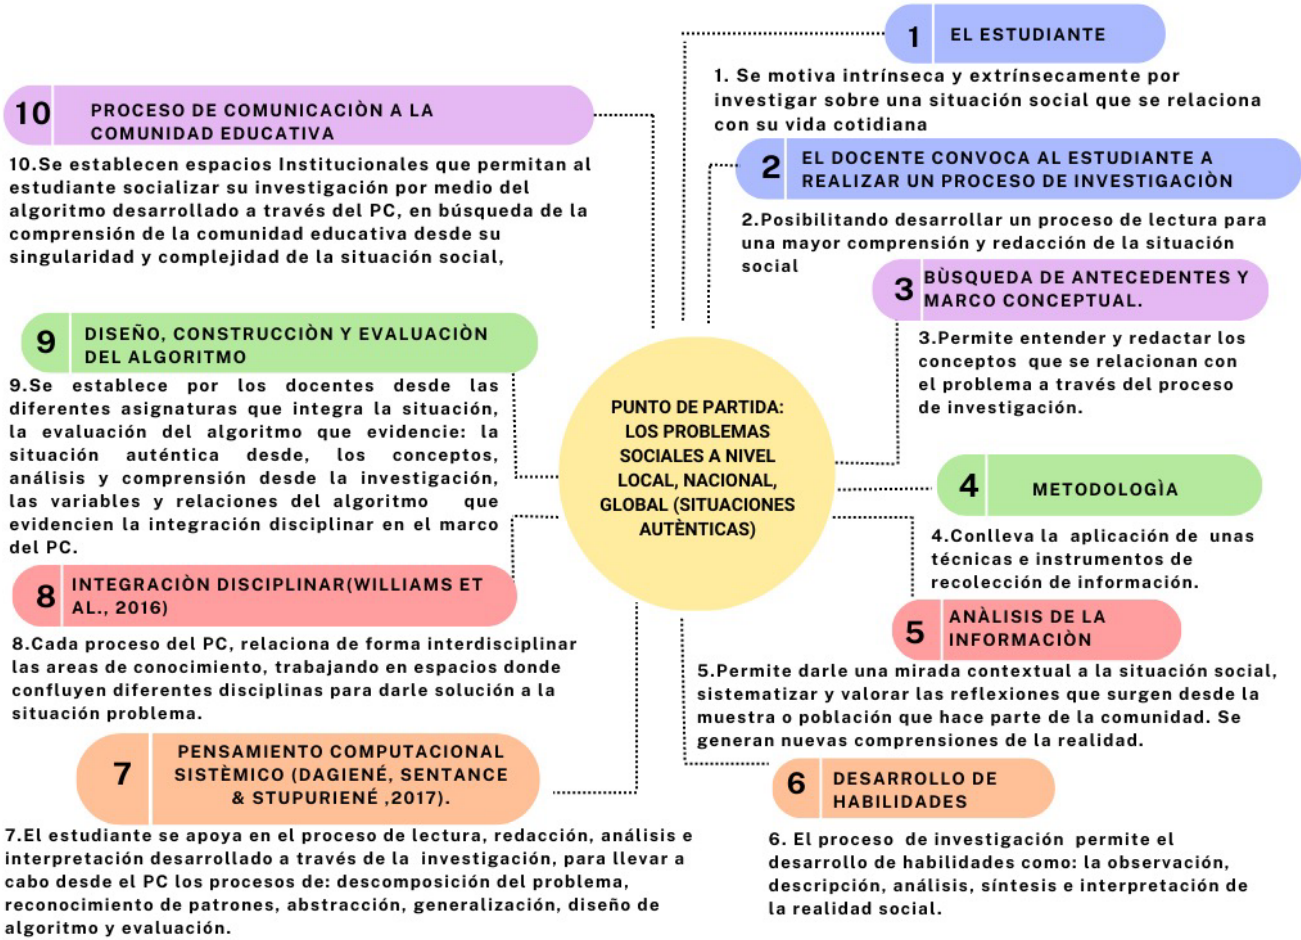 1 EL ESTUDIANTE
1. Se motiva intrínseca y extrínsecamente por
investigar sobre una situación social que se relaciona
con su vida cotidiana
2 EL DOCENTE CONVOCA AL ESTUDIANTE A
REALIZAR UN PROCESO DE INVESTIGACIÒN
2.Posibilitando desarrollar un proceso de lectura para
una mayor comprensión y redacción de la situación
social
3 BÙSQUEDA DE ANTECEDENTES Y
MARCO CONCEPTUAL.
3.Permite entender y redactar los
conceptos que se relacionan con
el problema a través del proceso
de investigación.
4 METODOLOGÌA
4.Conlleva la aplicación de unas
técnicas e instrumentos de
recolección de información.
5 ANÀLISIS DE LA
INFORMACIÒN
5.Permite darle una mirada contextual a la situación social,
sistematizar y valorar las reflexiones que surgen desde la
muestra o población que hace parte de la comunidad. Se
generan nuevas comprensiones de la realidad.
6 DESARROLLO DE
HABILIDADES
6. El proceso de investigación permite el
desarrollo de habilidades como: la observación,
descripción, análisis, síntesis e interpretación de
la realidad social.
7 PENSAMIENTO COMPUTACIONAL
SISTÈMICO (DAGIENÉ, SENTANCE
& STUPURIENÉ ,2017).
7.El estudiante se apoya en el proceso de lectura, redacción, análisis e
interpretación desarrollado a través de la investigación, para llevar a
cabo desde el PC los procesos de: descomposición del problema,
reconocimiento de patrones, abstracción, generalización, diseño de
algoritmo y evaluación.
8 INTEGRACIÒN DISCIPLINAR(WILLIAMS ET
AL., 2016)
8.Cada proceso del PC, relaciona de forma interdisciplinar
las areas de conocimiento, trabajando en espacios donde
confluyen diferentes disciplinas para darle solución a la
situación problema.
9 DISEÑO, CONSTRUCCIÒN Y EVALUACIÒN
DEL ALGORITMO
9.Se establece por los docentes desde las
diferentes asignaturas que integra la situación,
la evaluación del algoritmo que evidencie: la
situación auténtica desde, los conceptos,
análisis y comprensión desde la investigación,
las variables y relaciones del algoritmo que
evidencien la integración disciplinar en el marco
del PC.
10 PROCESO DE COMUNICACIÒN A LA
COMUNIDAD EDUCATIVA
10.Se establecen espacios Institucionales que permitan al
estudiante socializar su investigación por medio del
algoritmo desarrollado a través del PC, en búsqueda de la
comprensión de la comunidad educativa desde su
singularidad y complejidad de la situación social,
PUNTO DE PARTIDA:
LOS PROBLEMAS
SOCIALES A NIVEL
LOCAL, NACIONAL,
GLOBAL (SITUACIONES
AUTÈNTICAS)